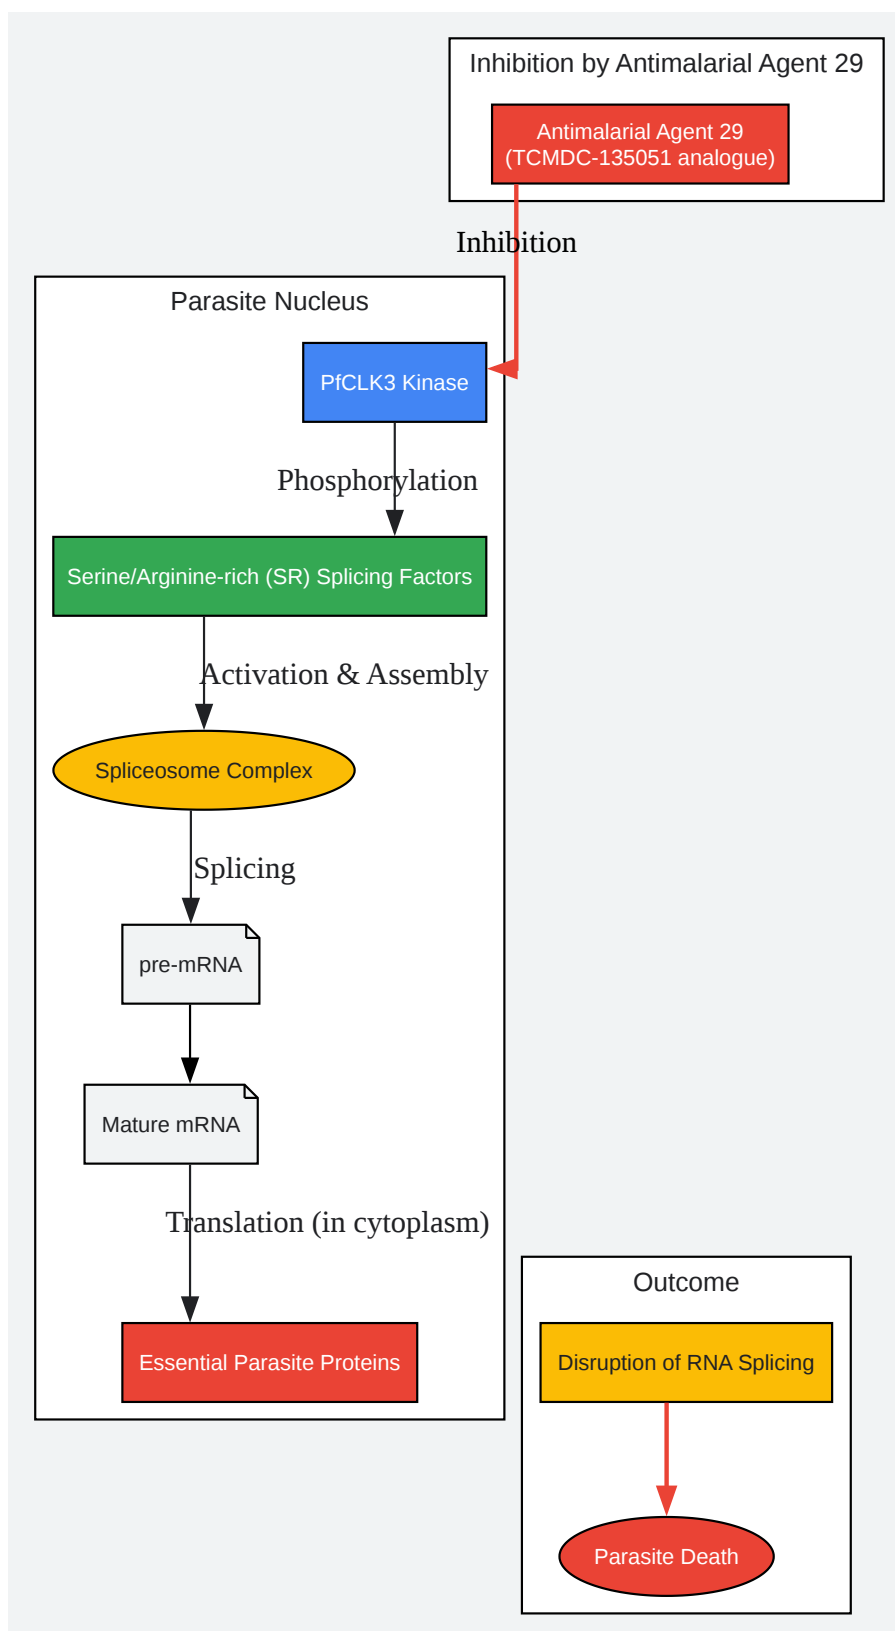 Inhibition by Antimalarial Agent 29
Antimalarial Agent 29
(TCMDC-135051 analogue)
Inhibition
Parasite Nucleus
PfCLK3 Kinase
Phosphorylation
Serine/Arginine-rich (SR) Splicing Factors
Activation & Assembly
Spliceosome Complex
Splicing
pre-mRNA
Mature mRNA
Translation (in cytoplasm)
Essential Parasite Proteins
Outcome
Disruption of RNA Splicing
Parasite Death